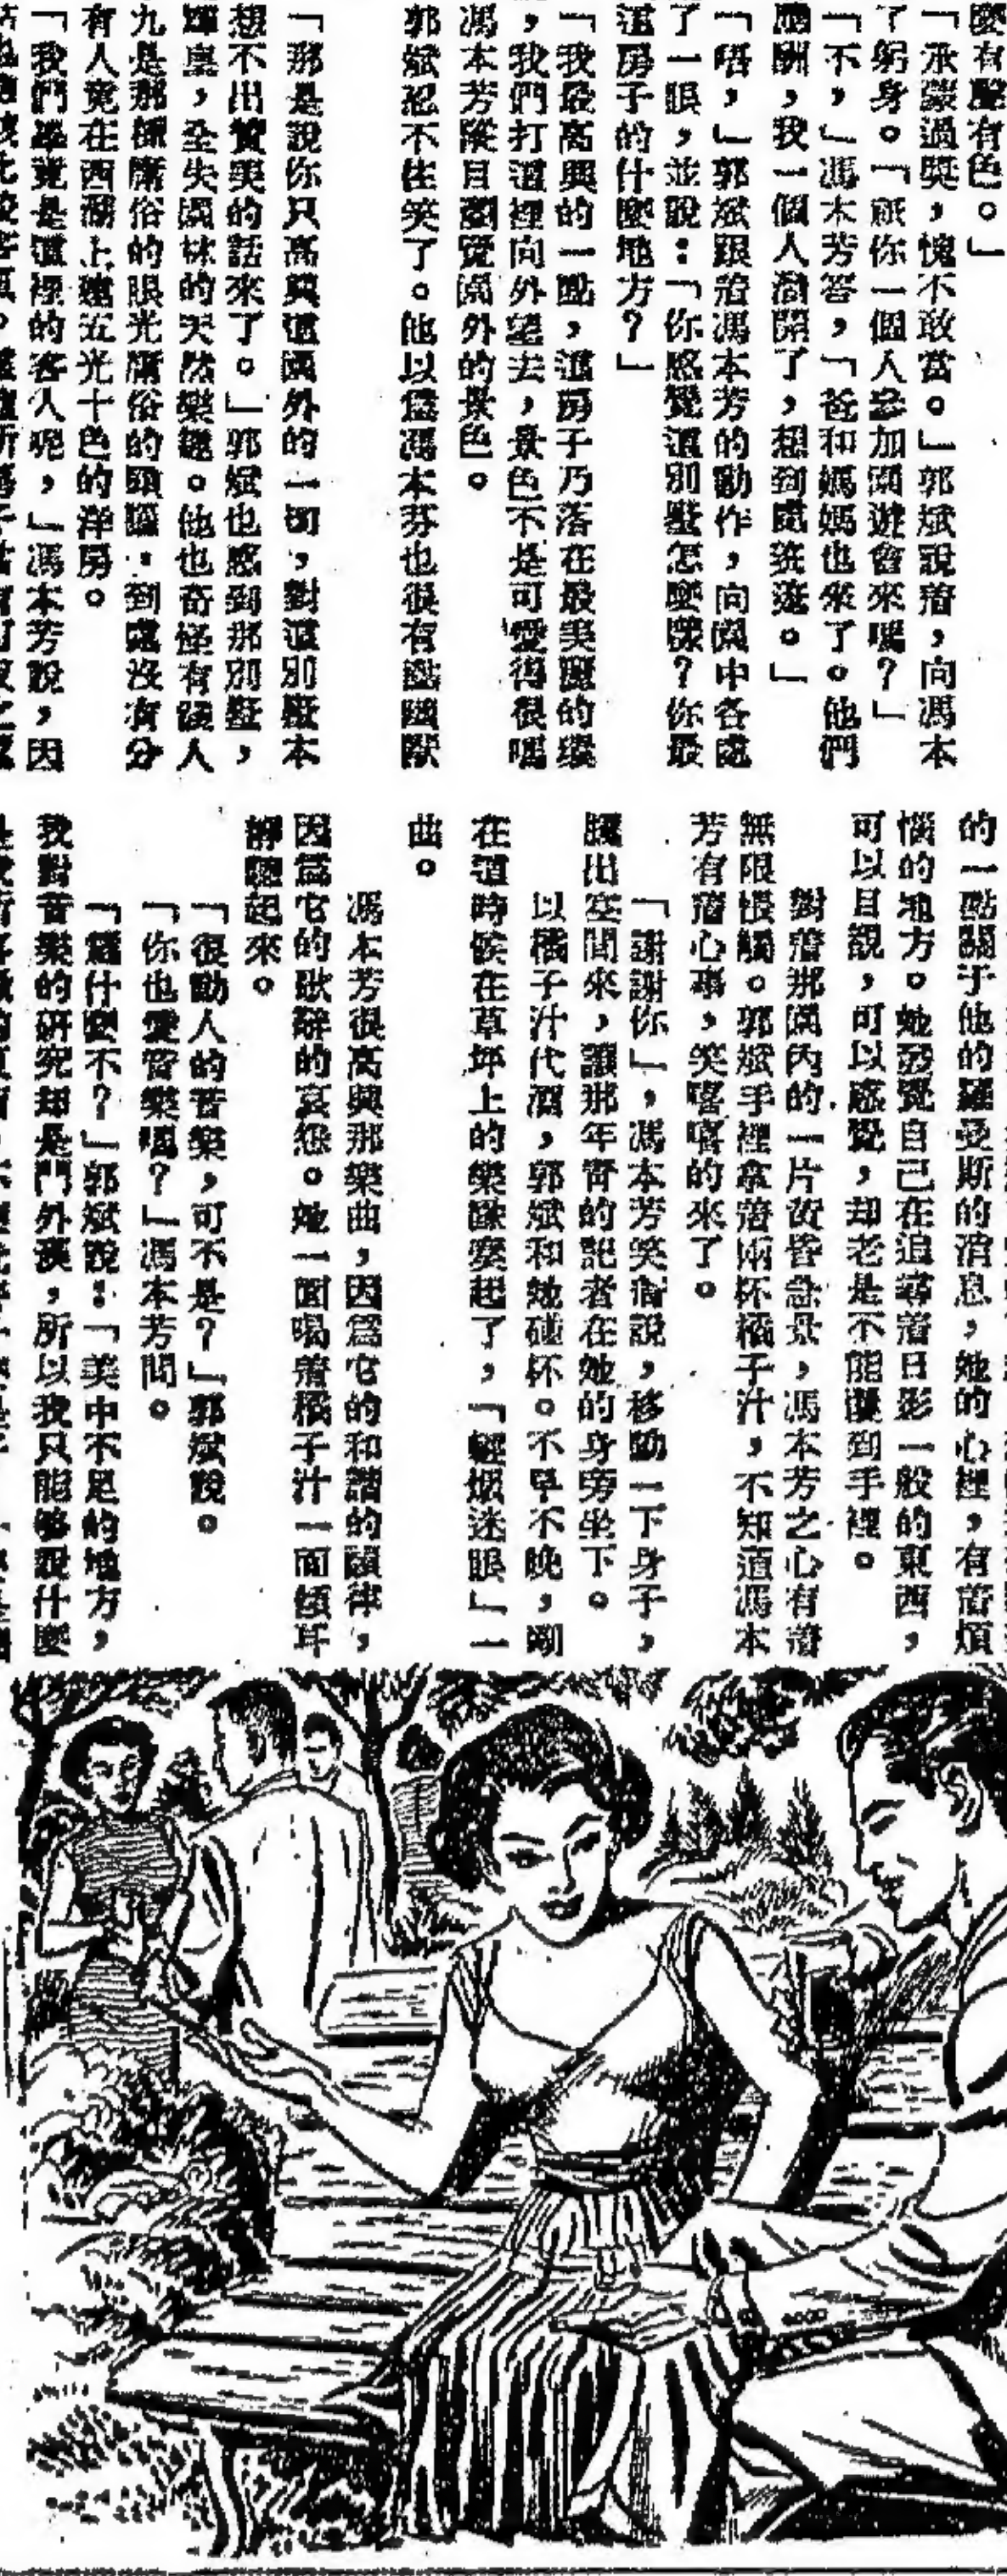 麼有聲有色。」
「承蒙過獎，愧不敢當。」郭斌說着，向馮本
了躬身。「祇你一個人參加園遊會來嗎？」
「不，」馮本芳答，「爸和媽媽也來了。他們
應酬，我一個人溜開了，想到處逛逛。」
「唔，」郭斌跟着馮本芳的動作，向園中各處
了一眼，並說：「你感覺這別墅怎麼樣？你最
這房子的什麼地方？」
「我最高興的一點，這房子乃落在最美麗的環
，我們打這裡向外望去，景色不是可愛得很嗎
馮本芳縱目瀏覽園外的景色。
郭斌忍不住笑了。他以爲馮本芬也很有點幽默
「那是說你只高興這園外的一切，對這別墅本
想不出贊美的話來了。」郭斌也感到那別墅，
輝皇，全失園林的天然樂趣。他也奇怪有錢人
九是那樣庸俗的眼光庸俗的頭腦，到處沒有分
有人竟在西湖上建五光十色的洋房。
「我們畢竟是這裡的客人呢，」馮本芳說，因
的一點關于他的羅曼斯的消息，她的心裡，有着煩
惱的地方。她發覺自己在追尋着日影一般的東西，
可以目覩，可以感覺，却老是不能握到手裡。
對着那園內的一片黃昏景，馮本芳之心有着
無限悵觸。郭斌手裡拿着兩杯橘子汁，不知道馮本
芳有着心事，笑嘻嘻的來了。
「謝謝你」，馮本芳笑着說，移動一下身子，
騰出空間來，讓那年青的記者在她的身旁坐下。
以橘子汁代酒，郭斌和她碰杯。不早不晚，剛
在這時候在草坪上的樂隊奏起了，「輕烟迷眼」一
曲。
馮本芳很高興那樂曲，因爲它的和諧的韻律，
因爲它的歌辭的哀怨。她一面喝着橘子汁一面傾耳
靜聽起來。
「很動人的音樂，可不是？」郭斌說。
「你也愛音樂嗎？」馮本芳問。
「爲什麼不？」郭斌說：「美中不足的地方，
我對音樂的研究却是門外漢，所以我只能够說什麼